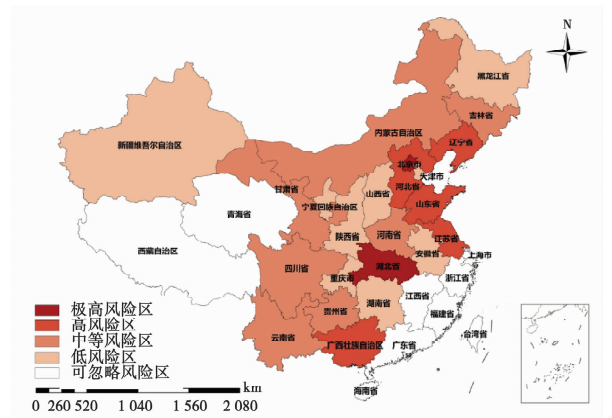 N
黑龙江省
吉林省
内蒙古自治区
辽宁省
新疆维吾尔自治区
北京市
天津市
甘肃省
河北省
山西省
宁夏回族自治区
山东省
青海省
陕西省
河南省
江苏省
西藏自治区
安徽省
上海市
四川省
湖北省
重庆市
浙江省
江西省
湖南省
贵州省
福建省
云南省
台湾省
广西壮族自治区
广东省
海南省
极高风险区
高风险区
中等风险区
低风险区
可忽略风险区
km
0 260 520 1 040 1 560 2 080